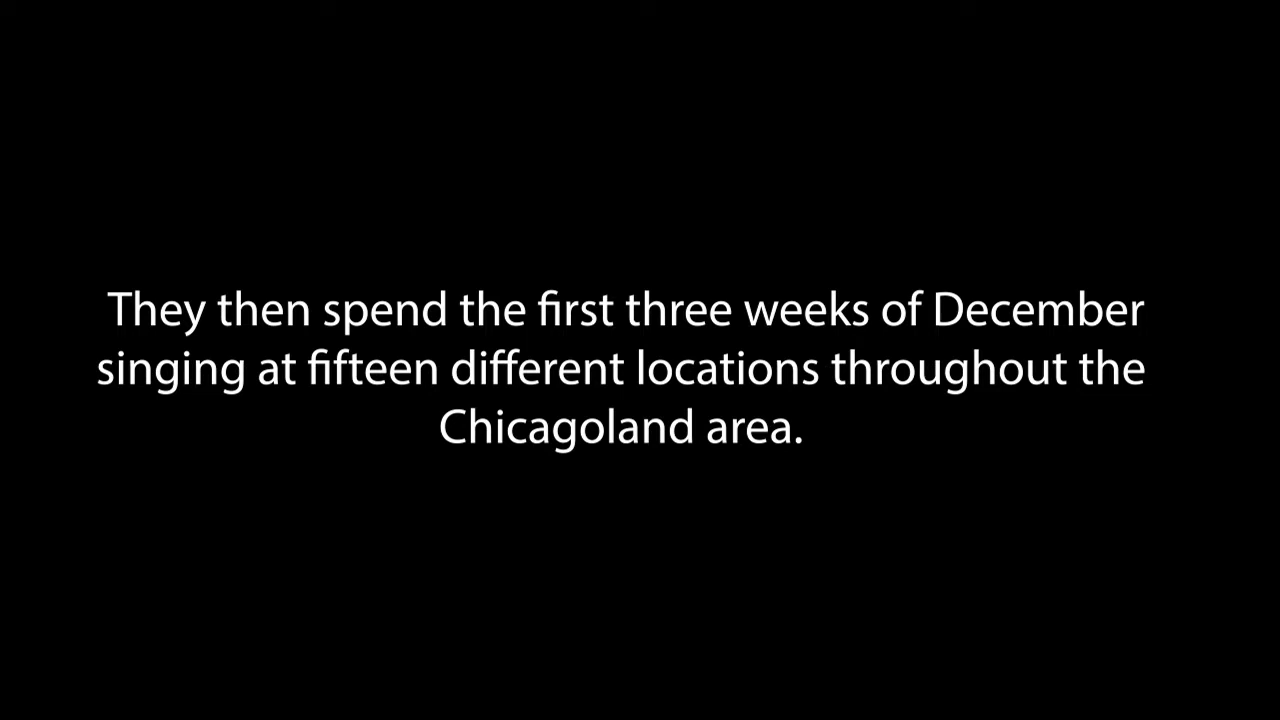 They then spend the first three weeks of December
singing at fifteen different locations throughout the
Chicagoland area.